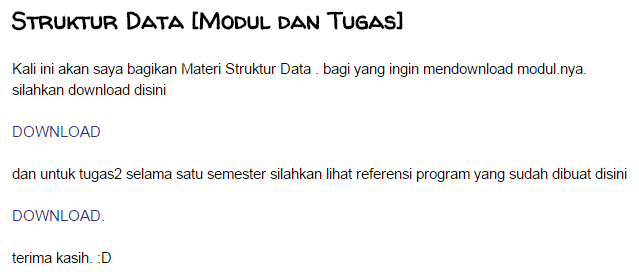 Struktur Data [Modul dan Tugas]
Kali ini akan saya bagikan Materi Struktur Data . bagi yang ingin mendownload modul.nya.
silahkan download disini
DOWNLOAD
dan untuk tugas2 selama satu semester silahkan lihat referensi program yang sudah dibuat disini
DOWNLOAD.
terima kasih. :D